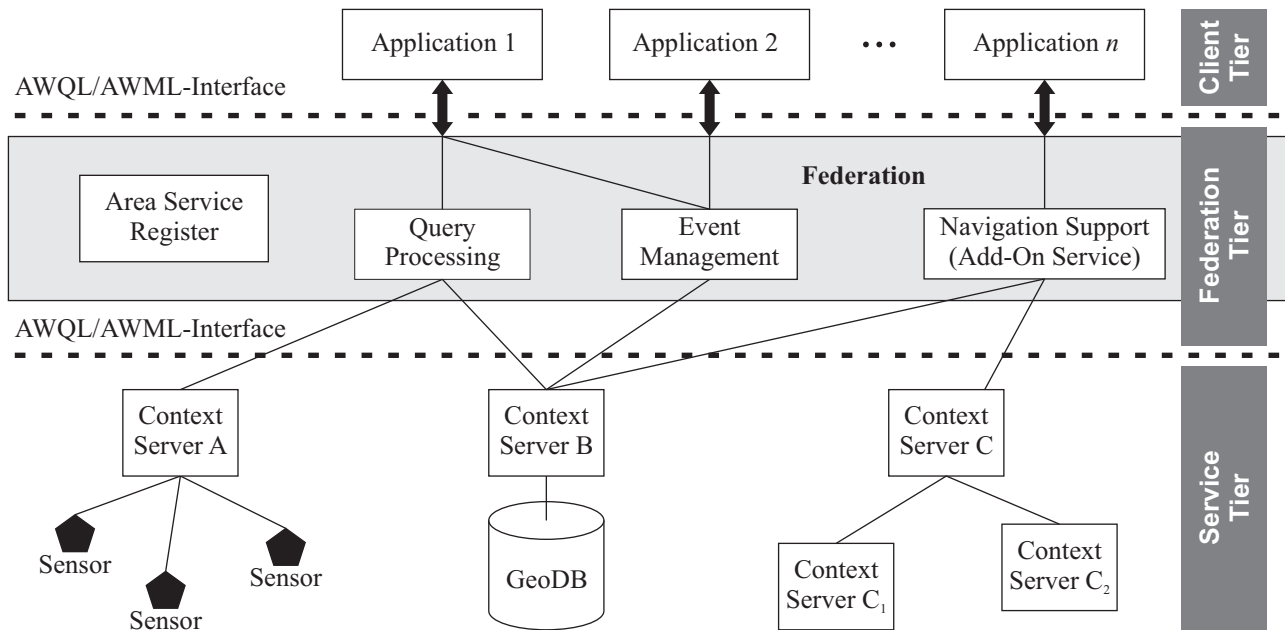 Application 1
Application 2
...
Application n
Client
Tier
AWQL/AWML-Interface
Federation
Area Service
Register
Query
Processing
Event
Management
Navigation Support
(Add-On Service)
Federation
Tier
AWQL/AWML-Interface
Context
Server A
Context
Server B
Context
Server C
Service
Tier
Sensor
Sensor
Sensor
GeoDB
Context
Server C₁
Context
Server C₂